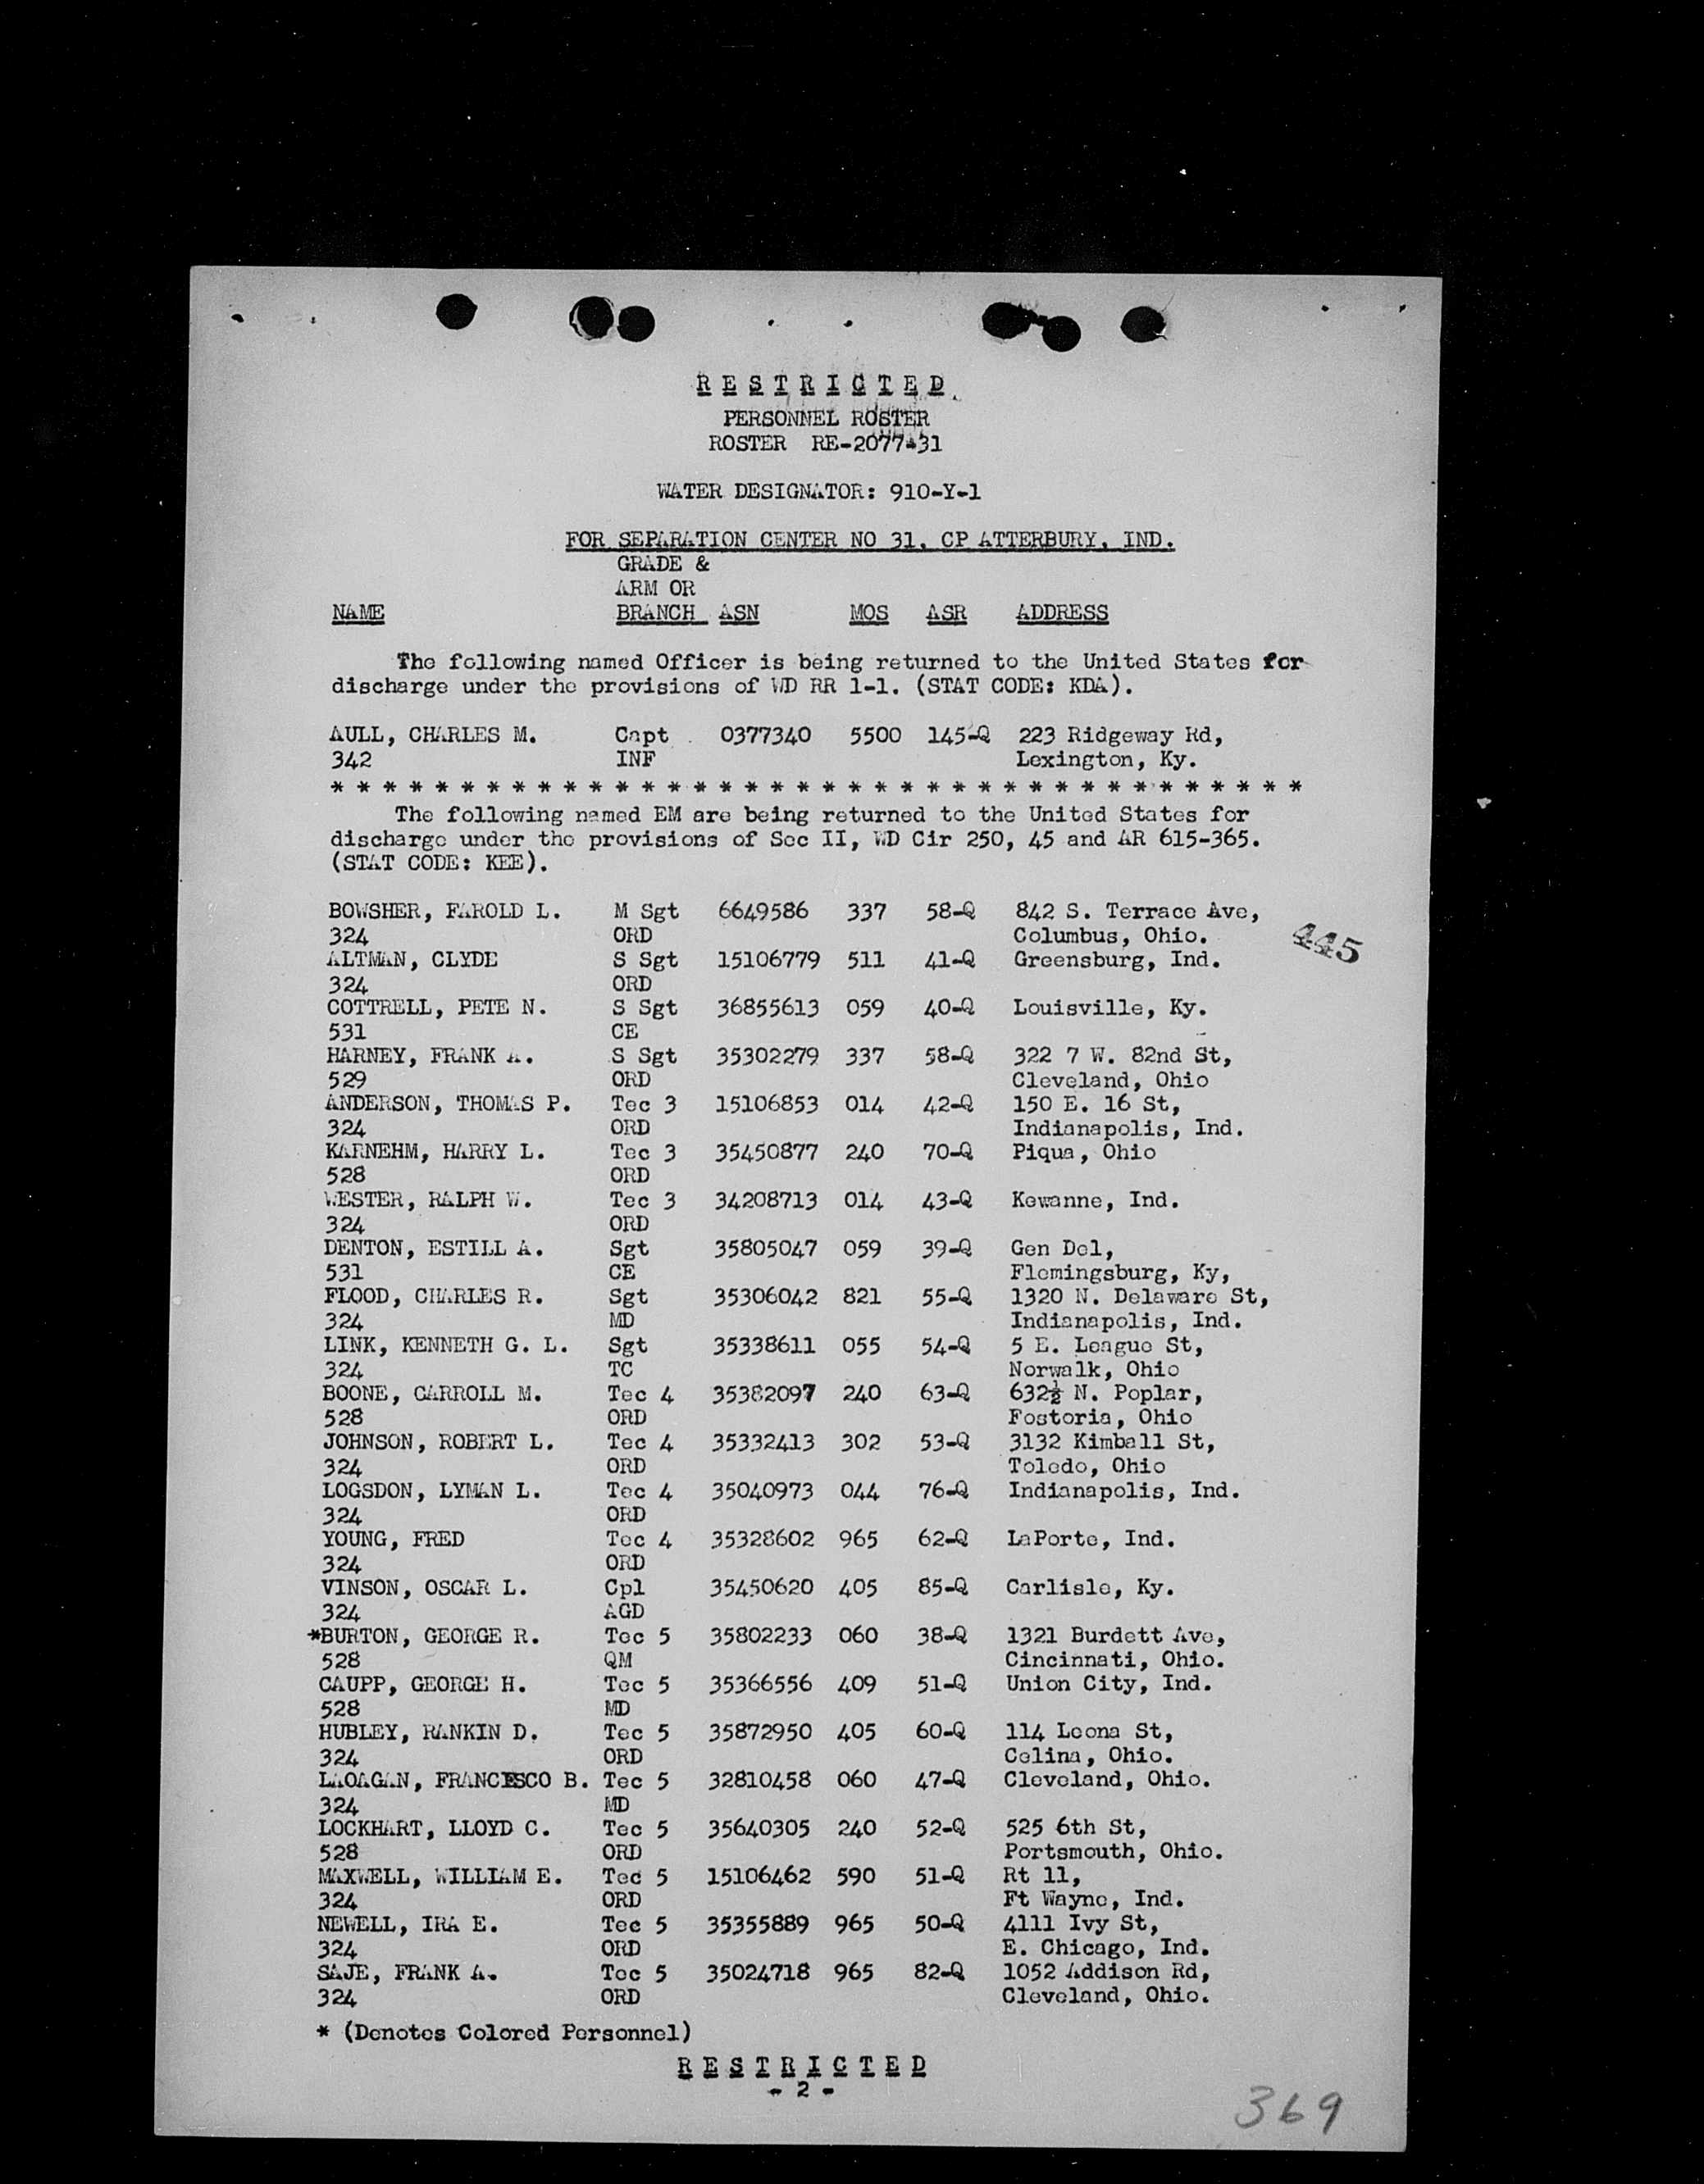 RESTRICTED
PERSONNEL ROSTER
ROSTER RE-2077-31
WATER DESIGNATOR: 910-Y-1
FOR SEPARATION CENTER NO 31, CP ATTERBURY, IND.
GRADE &
ARM OR
NAME BRANCH ASN MOS ASR ADDRESS
The following named Officer is being returned to the United States for
discharge under the provisions of WD RR 1-1. (STAT CODE: KDA).
AULL, CHARLES M. Capt 0377340 5500 145-Q 223 Ridgeway Rd,
342 INF Lexington, Ky.
* * * * * * * * * * * * * * * * * * * * * * * * * * * * * * * * * * * * * *
The following named EM are being returned to the United States for
discharge under the provisions of Sec II, WD Cir 250, 45 and AR 615-365.
(STAT CODE: KEE).
BOWSHER, FAROLD L. M Sgt 6649586 337 58-Q 842 S. Terrace Ave,
324 ORD Columbus, Ohio. 445
ALTMAN, CLYDE S Sgt 15106779 511 41-Q Greensburg, Ind.
324 ORD
COTTRELL, PETE N. S Sgt 36855613 059 40-Q Louisville, Ky.
531 CE
HARNEY, FRANK A. S Sgt 35302279 337 58-Q 322 7 W. 82nd St,
529 ORD Cleveland, Ohio
ANDERSON, THOMAS P. Tec 3 15106853 014 42-Q 150 E. 16 St,
324 ORD Indianapolis, Ind.
KARNEHM, HARRY L. Tec 3 35450877 240 70-Q Piqua, Ohio
528 ORD
WESTER, RALPH W. Tec 3 34208713 014 43-Q Kewanne, Ind.
324 ORD
DENTON, ESTILL A. Sgt 35805047 059 39-Q Gen Del,
531 CE Flemingsburg, Ky,
FLOOD, CHARLES R. Sgt 35306042 821 55-Q 1320 N. Delaware St,
324 MD Indianapolis, Ind.
LINK, KENNETH G. L. Sgt 35338611 055 54-Q 5 E. League St,
324 TC Norwalk, Ohio
BOONE, CARROLL M. Tec 4 35382097 240 63-Q 632½ N. Poplar,
528 ORD Fostoria, Ohio
JOHNSON, ROBERT L. Tec 4 35332413 302 53-Q 3132 Kimball St,
324 ORD Toledo, Ohio
LOGSDON, LYMAN L. Tec 4 35040973 044 76-Q Indianapolis, Ind.
324 ORD
YOUNG, FRED Tec 4 35328602 965 62-Q LaPorte, Ind.
324 ORD
VINSON, OSCAR L. Cpl 35450620 405 85-Q Carlisle, Ky.
324 AGD
*BURTON, GEORGE R. Tec 5 35802233 060 38-Q 1321 Burdett Ave,
528 QM Cincinnati, Ohio.
CAUPP, GEORGE H. Tec 5 35366556 409 51-Q Union City, Ind.
528 MD
HUBLEY, RANKIN D. Tec 5 35872950 405 60-Q 114 Leona St,
324 ORD Celina, Ohio.
LAOAGAN, FRANCESCO B. Tec 5 32810458 060 47-Q Cleveland, Ohio.
324 MD
LOCKHART, LLOYD C. Tec 5 35640305 240 52-Q 525 6th St,
528 ORD Portsmouth, Ohio.
MAXWELL, WILLIAM E. Tec 5 15106462 590 51-Q Rt 11,
324 ORD Ft Wayne, Ind.
NEWELL, IRA E. Tec 5 35355889 965 50-Q 4111 Ivy St,
324 ORD E. Chicago, Ind.
SAJE, FRANK A. Tec 5 35024718 965 82-Q 1052 Addison Rd,
324 ORD Cleveland, Ohio.
* (Denotes Colored Personnel)
RESTRICTED
- 2 -
369